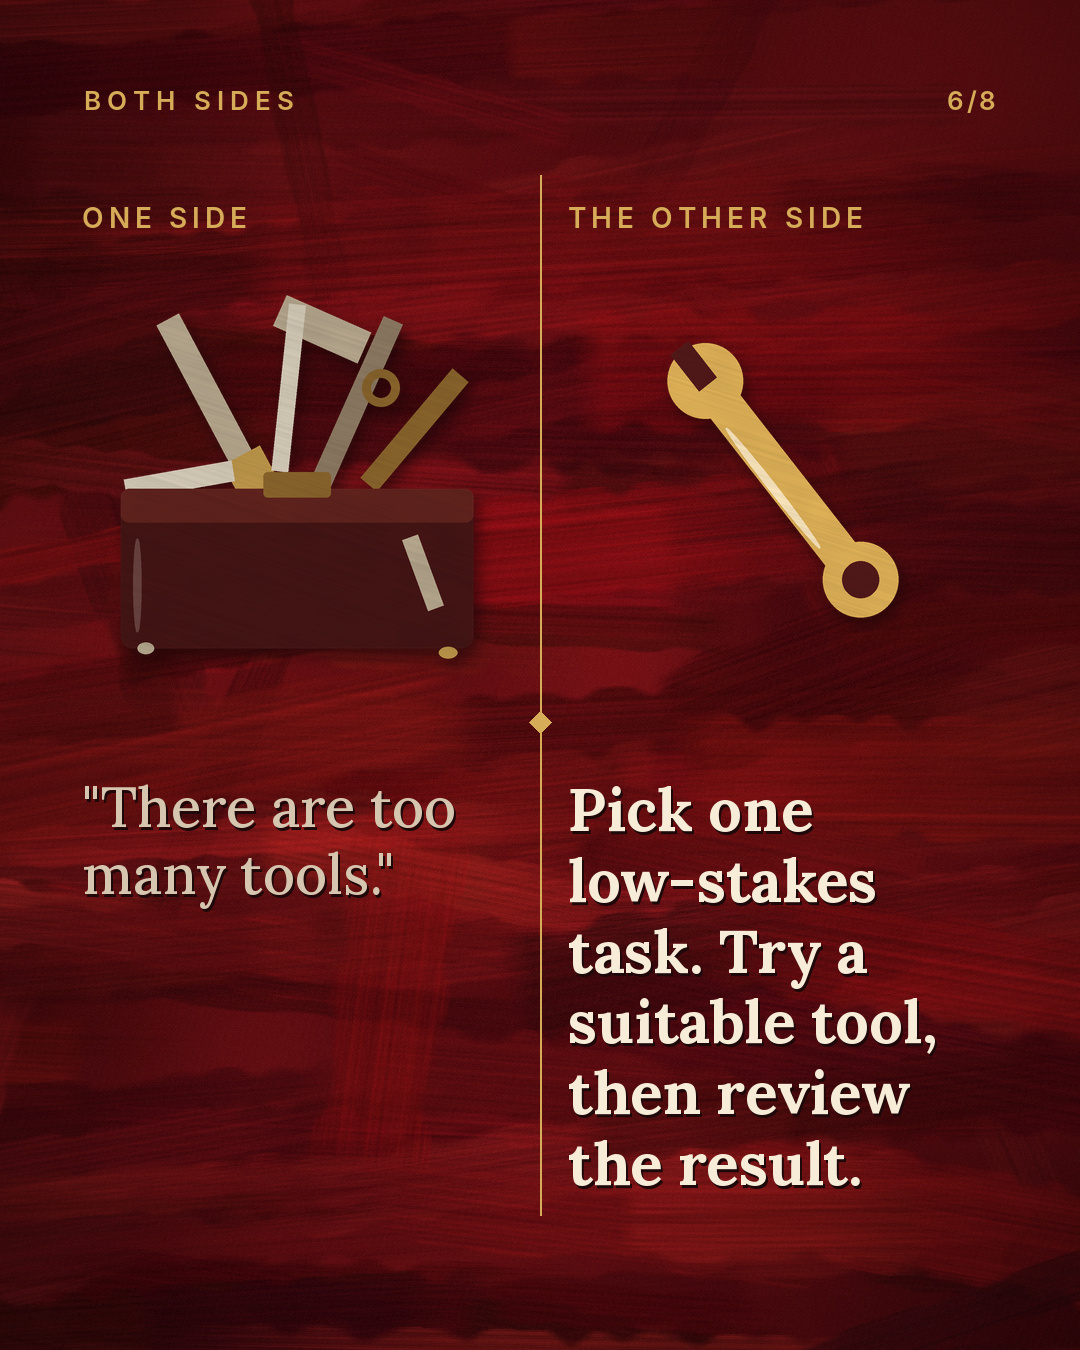 BOTH SIDES
6/8
ONE SIDE
THE OTHER SIDE
"There are too
many tools."
Pick one
low-stakes
task. Try a
suitable tool,
then review
the result.